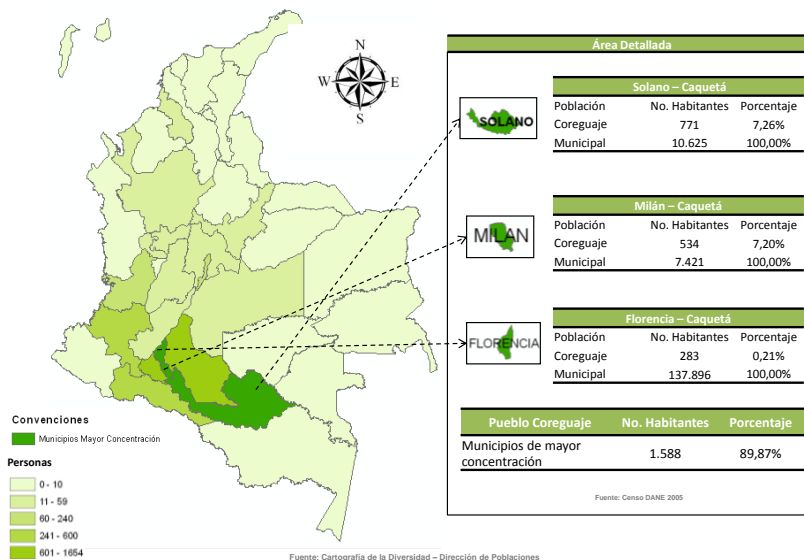 N
W E
S
Área Detallada
SOLANO
Solano – Caquetá
Población No. Habitantes Porcentaje
Coreguaje 771 7,26%
Municipal 10.625 100,00%
MILAN
Milán – Caquetá
Población No. Habitantes Porcentaje
Coreguaje 534 7,20%
Municipal 7.421 100,00%
FLORENCIA
Florencia – Caquetá
Población No. Habitantes Porcentaje
Coreguaje 283 0,21%
Municipal 137.896 100,00%
Pueblo Coreguaje No. Habitantes Porcentaje
Municipios de mayor
concentración 1.588 89,87%
Fuente: Censo DANE 2005
Convenciones
Municipios Mayor Concentración
Personas
0 - 10
11 - 59
60 - 240
241 - 600
601 - 1654
Fuente: Cartografía de la Diversidad – Dirección de Poblaciones